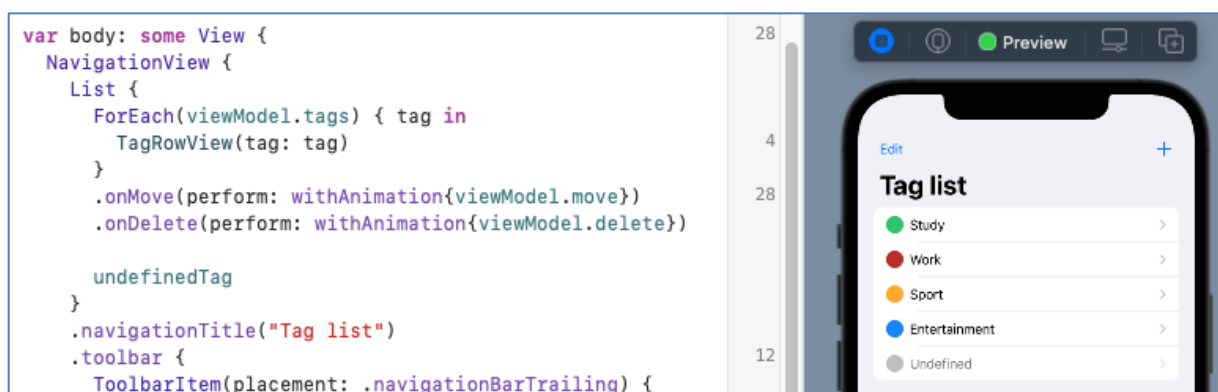 var body: some View {
NavigationView {
List {
ForEach(viewModel.tags) { tag in
TagRowView(tag: tag)
}
.onMove(perform: withAnimation{viewModel.move})
.onDelete(perform: withAnimation{viewModel.delete})
undefinedTag
}
.navigationTitle("Tag list")
.toolbar {
ToolbarItem(placement: .navigationBarTrailing) {
28
4
28
12
Preview
Edit +
Tag list
Study
Work
Sport
Entertainment
Undefined